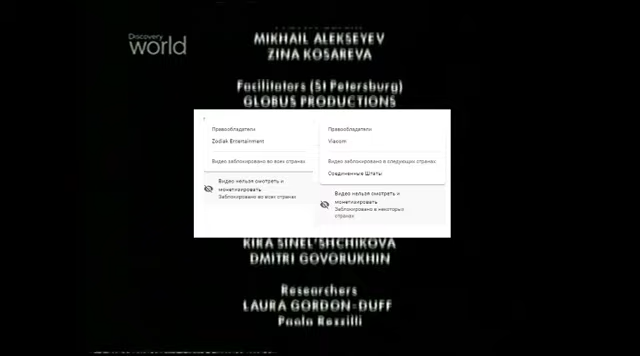 Discovery
world
MIKHAIL ALEKSEYEV
ZINA KOSAREVA
Facilitators (St Petersburg)
GLOBUS PRODUCTIONS
Правообладатели
Zodiak Entertainment
Видео заблокировано во всех странах
Видео нельзя смотреть и
монетизировать
Заблокировано во всех странах
Правообладатели
Viacom
Видео заблокировано в следующих странах
Соединенные Штаты
Видео нельзя смотреть и
монетизировать
Заблокировано в некоторых
странах
KIRA SINEL'SHCHIKOVA
DMITRI GOVORUKHIN
Researchers
LAURA GORDON-DUFF